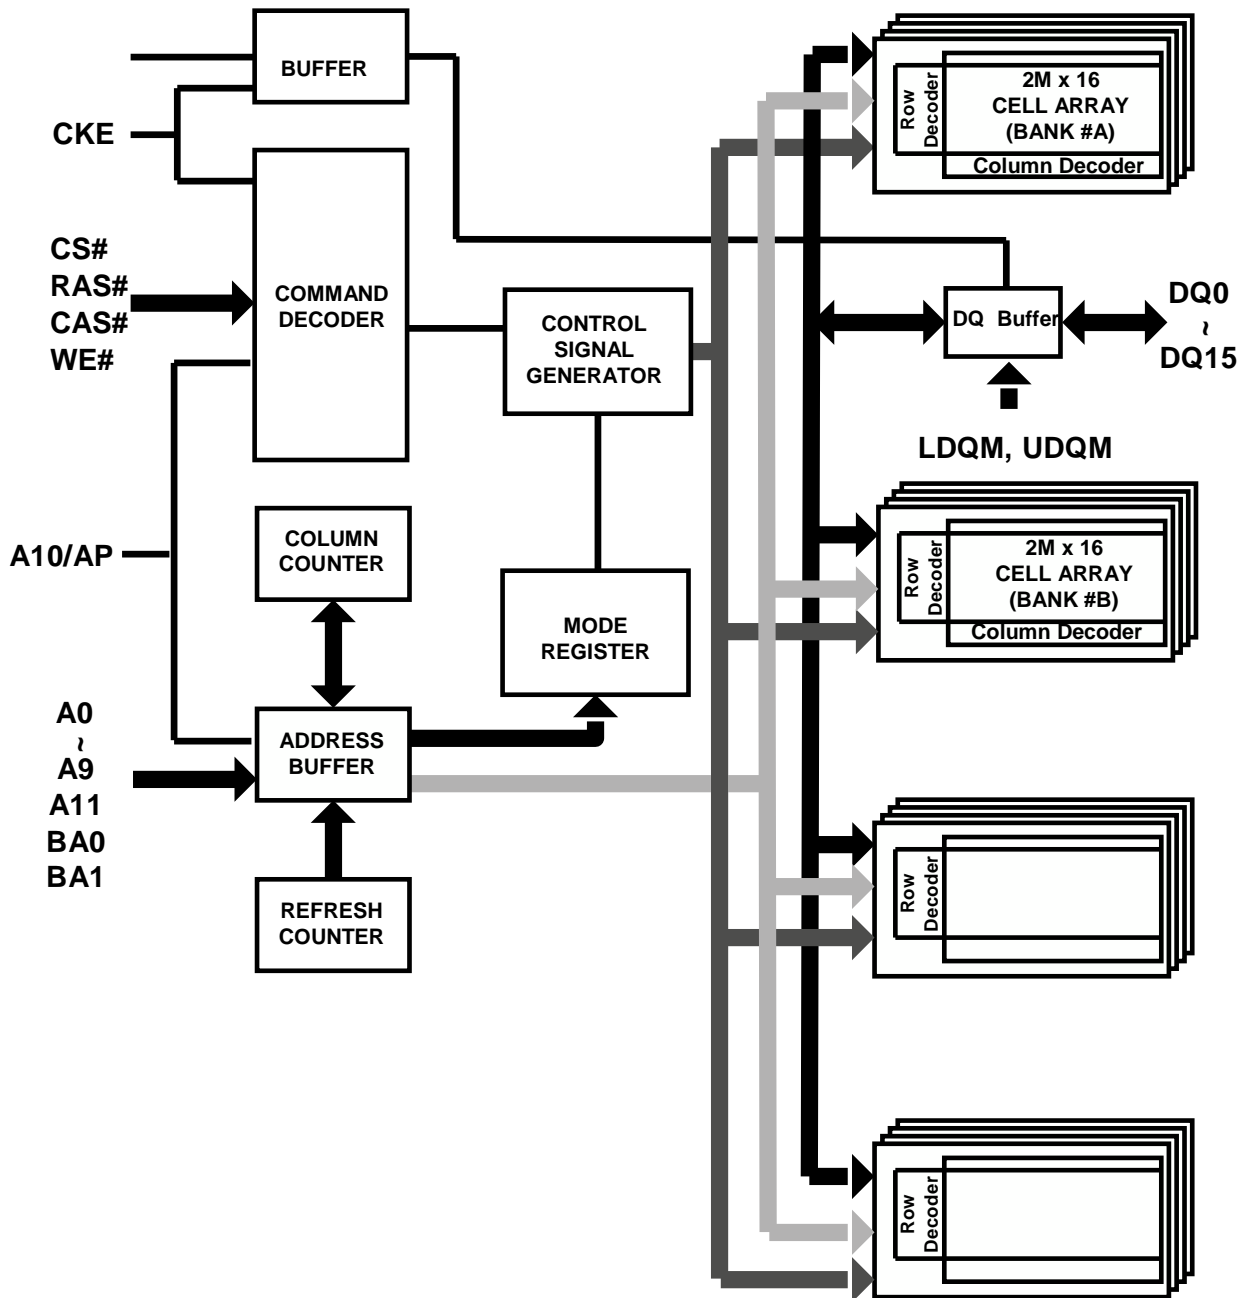 BUFFER
CKE
CS#
RAS#
CAS#
WE#
COMMAND
DECODER
CONTROL
SIGNAL
GENERATOR
A10/AP
COLUMN
COUNTER
MODE
REGISTER
A0
~
A9
A11
BA0
BA1
ADDRESS
BUFFER
REFRESH
COUNTER
Row
Decoder
2M x 16
CELL ARRAY
(BANK #A)
Column Decoder
DQ Buffer
DQ0
~
DQ15
LDQM, UDQM
Row
Decoder
2M x 16
CELL ARRAY
(BANK #B)
Column Decoder
Row
Decoder
Row
Decoder